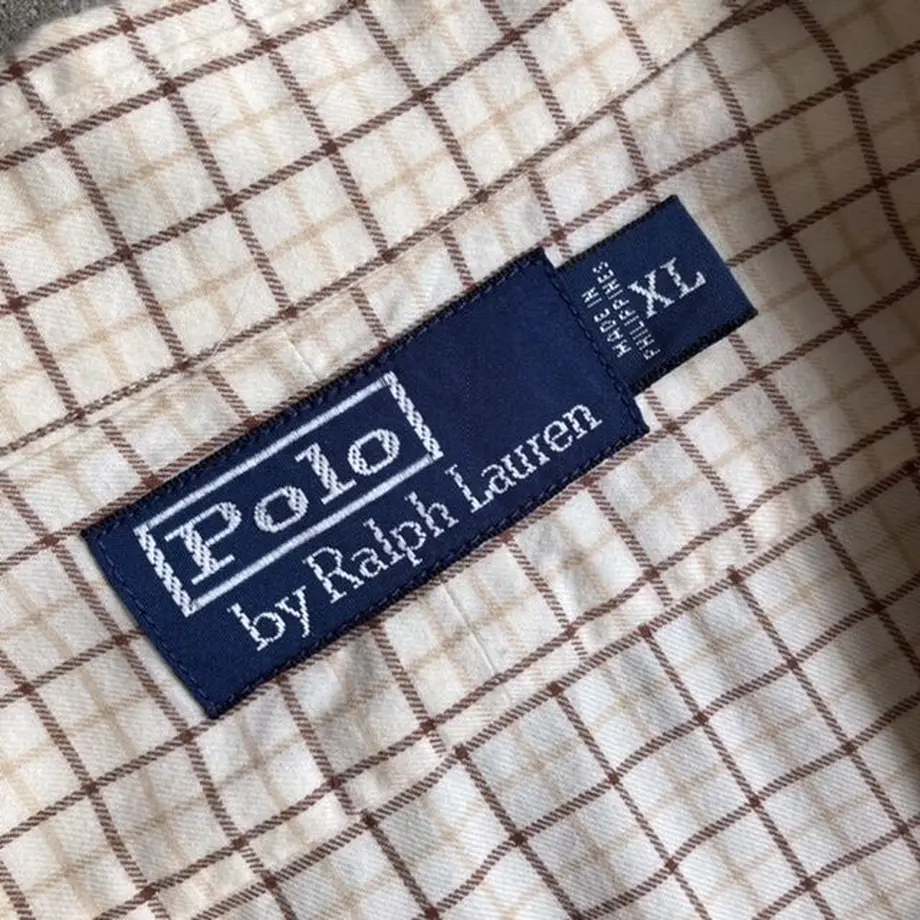 Polo
by Ralph Lauren
MADE IN
PHILIPPINES
XL